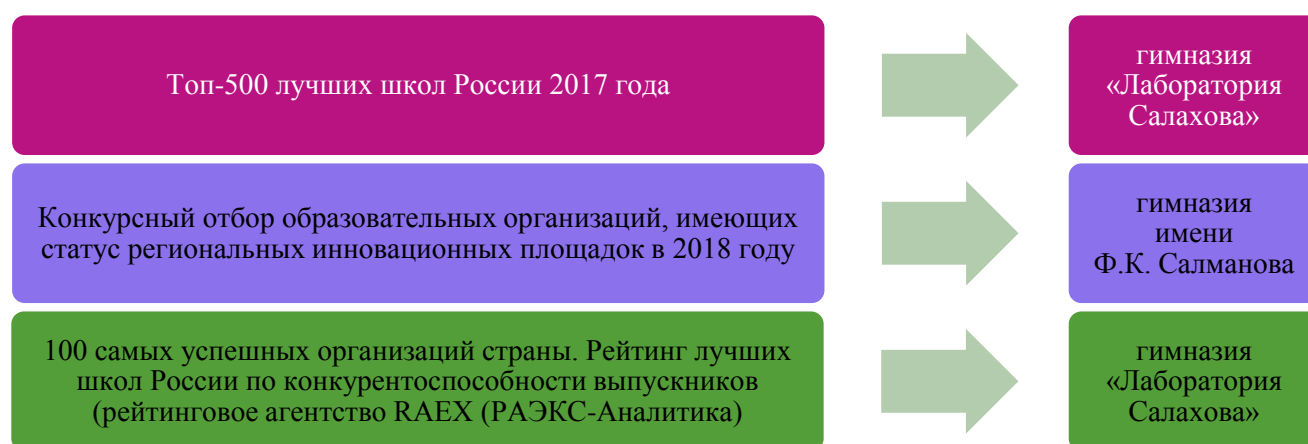 Топ-500 лучших школ России 2017 года
гимназия
«Лаборатория
Салахова»
Конкурсный отбор образовательных организаций, имеющих
статус региональных инновационных площадок в 2018 году
гимназия
имени
Ф.К. Салманова
100 самых успешных организаций страны. Рейтинг лучших
школ России по конкурентоспособности выпускников
(рейтинговое агентство RAEX (РАЭКС-Аналитика)
гимназия
«Лаборатория
Салахова»